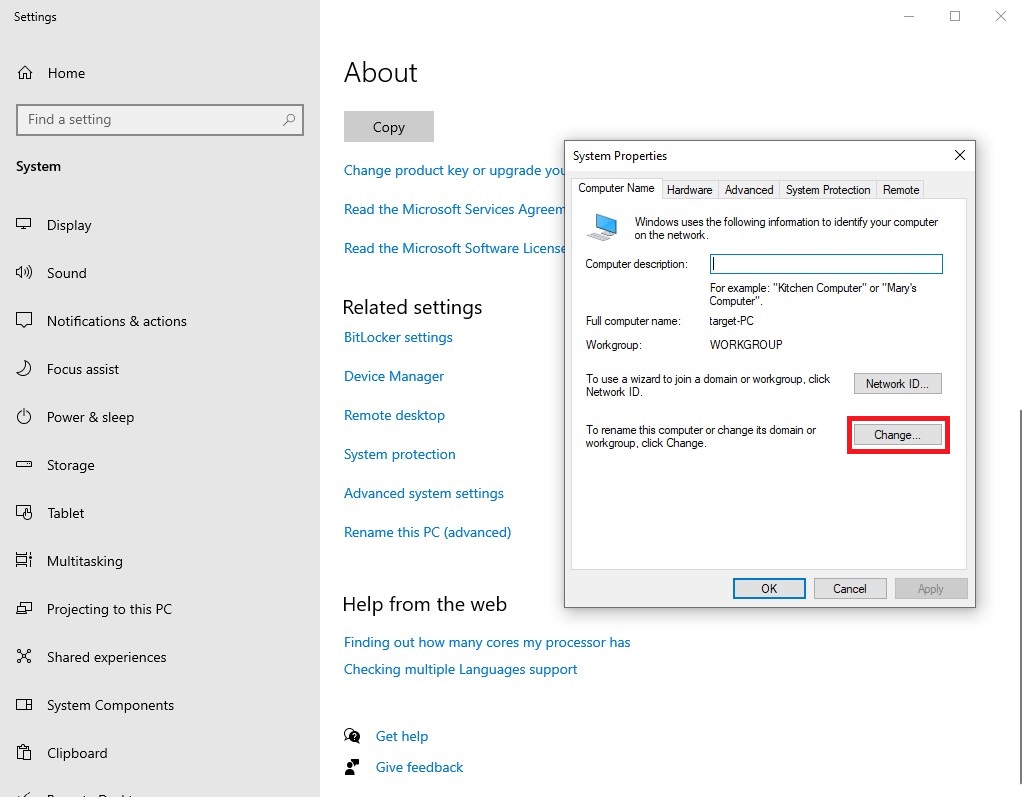 Settings
Home
Find a setting
System
Display
Sound
Notifications & actions
Focus assist
Power & sleep
Storage
Tablet
Multitasking
Projecting to this PC
Shared experiences
System Components
Clipboard
About
Copy
Change product key or upgrade you
Read the Microsoft Services Agreem
Read the Microsoft Software License
Related settings
BitLocker settings
Device Manager
Remote desktop
System protection
Advanced system settings
Rename this PC (advanced)
Help from the web
Finding out how many cores my processor has
Checking multiple Languages support
Get help
Give feedback
System Properties
Computer Name Hardware Advanced System Protection Remote
Windows uses the following information to identify your computer
on the network.
Computer description:
For example: "Kitchen Computer" or "Mary's
Computer".
Full computer name: target-PC
Workgroup: WORKGROUP
To use a wizard to join a domain or workgroup, click
Network ID.
Network ID...
To rename this computer or change its domain or
workgroup, click Change.
Change...
OK Cancel Apply